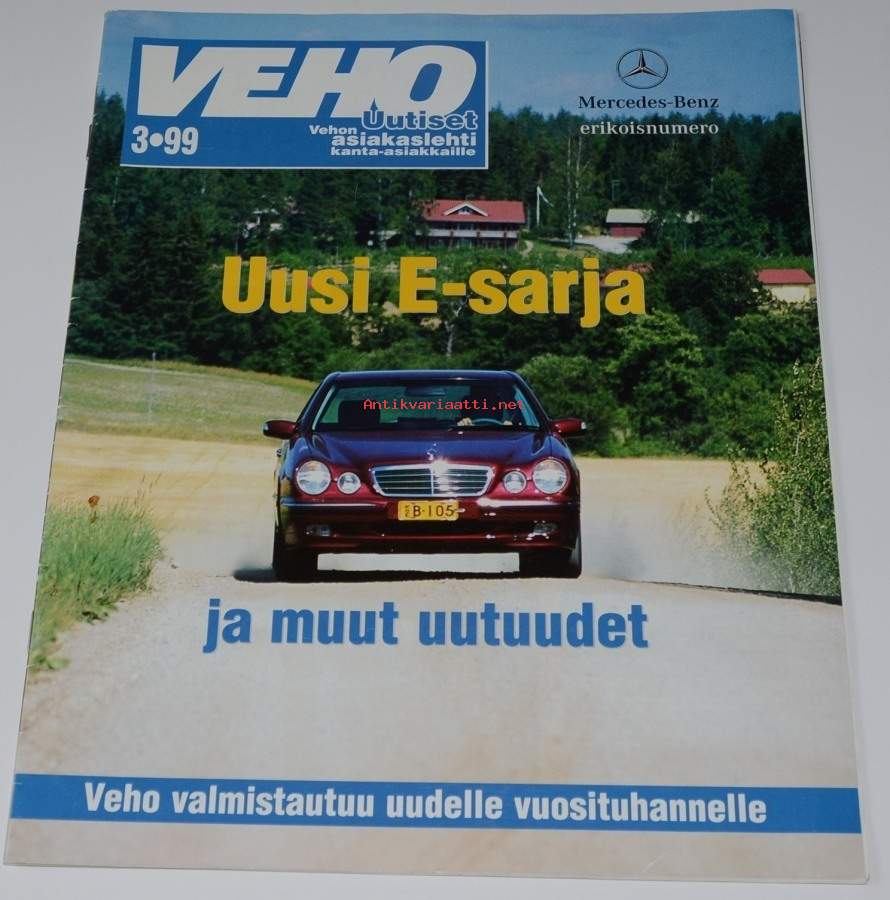 VEHO
Uutiset
3•99
Vehon
asiakaslehti
kanta-asiakkaille
Mercedes-Benz
erikoisnumero
Uusi E-sarja
Antikvariaatti.net
B-105
ja muut uutuudet
Veho valmistautuu uudelle vuosituhannelle